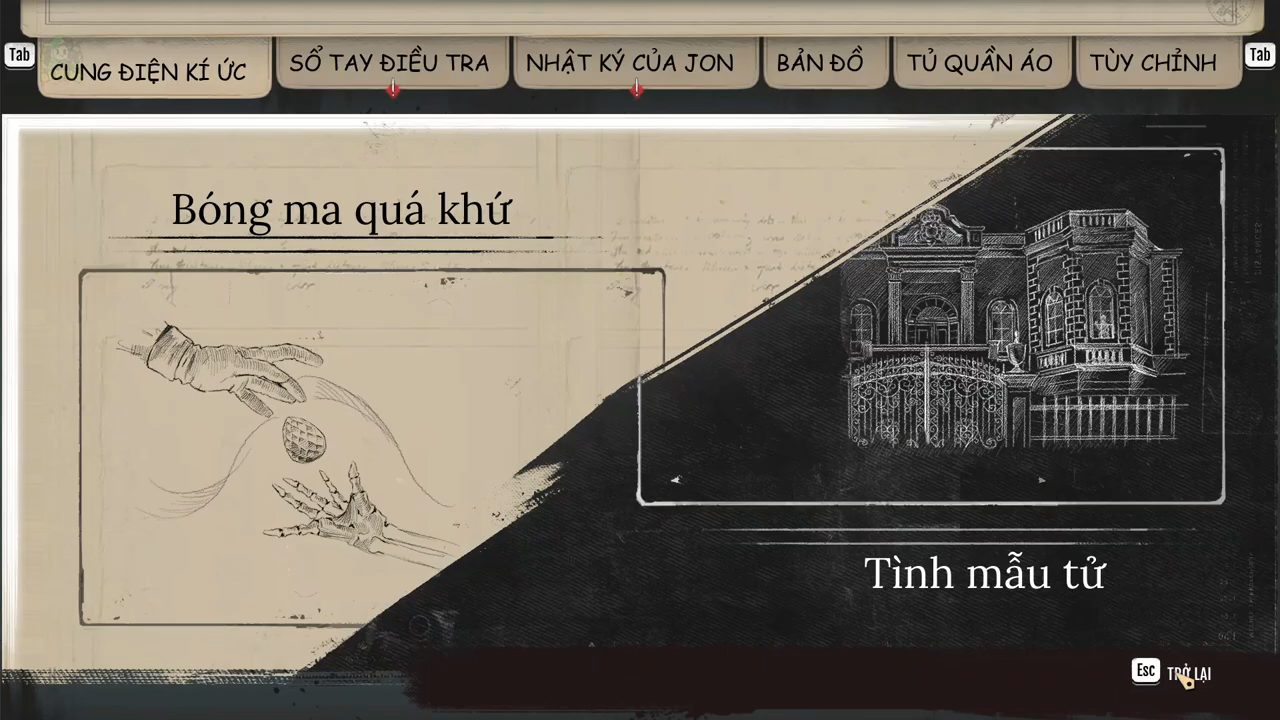 Tab
CUNG ĐIỆN KÍ ỨC
SỔ TAY ĐIỀU TRA
NHẬT KÝ CỦA JON
BẢN ĐỒ
TỦ QUẦN ÁO
TÙY CHỈNH
Tab
Bóng ma quá khứ
Tình mẫu tử
Esc
TRỞ LẠI